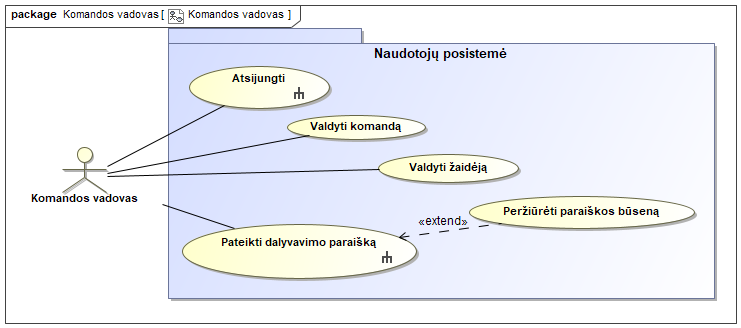 package Komandos vadovas [ Komandos vadovas ]
Naudotojų posistemė
Atsijungti
Valdyti komandą
Valdyti žaidėją
Komandos vadovas
Peržiūrėti paraiškos būseną
«extend»
Pateikti dalyvavimo paraišką